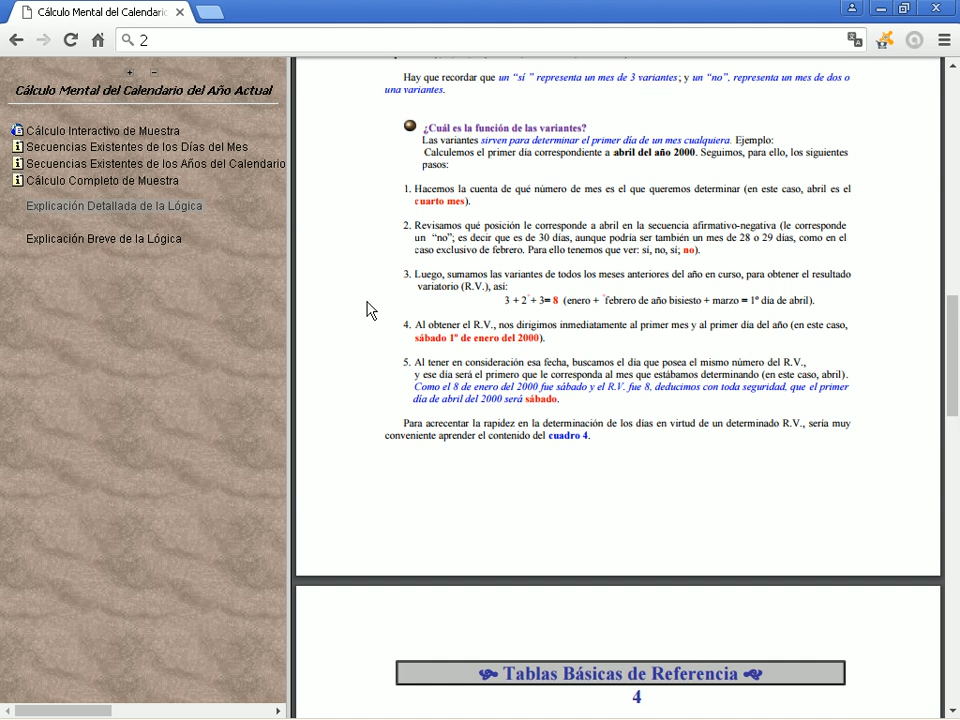 Cálculo Mental del Calendario
2
+ −
Cálculo Mental del Calendario del Año Actual
Cálculo Interactivo de Muestra
Secuencias Existentes de los Días del Mes
Secuencias Existentes de los Años del Calendario
Cálculo Completo de Muestra
Explicación Detallada de la Lógica
Explicación Breve de la Lógica
Hay que recordar que un “sí ” representa un mes de 3 variantes; y un “no”, representa un mes de dos o
una variantes.
¿Cuál es la función de las variantes?
Las variantes sirven para determinar el primer día de un mes cualquiera. Ejemplo:
Calculemos el primer día correspondiente a abril del año 2000. Seguimos, para ello, los siguientes
pasos:
1. Hacemos la cuenta de qué número de mes es el que queremos determinar (en este caso, abril es el
cuarto mes).
2. Revisamos qué posición le corresponde a abril en la secuencia afirmativo-negativa (le corresponde
un “no”; es decir que es de 30 días, aunque podría ser también un mes de 28 o 29 días, como en el
caso exclusivo de febrero. Para ello tenemos que ver: sí, no, sí; no).
3. Luego, sumamos las variantes de todos los meses anteriores del año en curso, para obtener el resultado
variatorio (R.V.), así:
3 + 2* + 3= 8 (enero + *febrero de año bisiesto + marzo = 1º día de abril).
4. Al obtener el R.V., nos dirigimos inmediatamente al primer mes y al primer día del año (en este caso,
sábado 1º de enero del 2000).
5. Al tener en consideración esa fecha, buscamos el día que posea el mismo número del R.V.,
y ese día será el primero que le corresponda al mes que estábamos determinando (en este caso, abril).
Como el 8 de enero del 2000 fue sábado y el R.V. fue 8, deducimos con toda seguridad, que el primer
día de abril del 2000 será sábado.
Para acrecentar la rapidez en la determinación de los días en virtud de un determinado R.V., sería muy
conveniente aprender el contenido del cuadro 4.
Tablas Básicas de Referencia
4